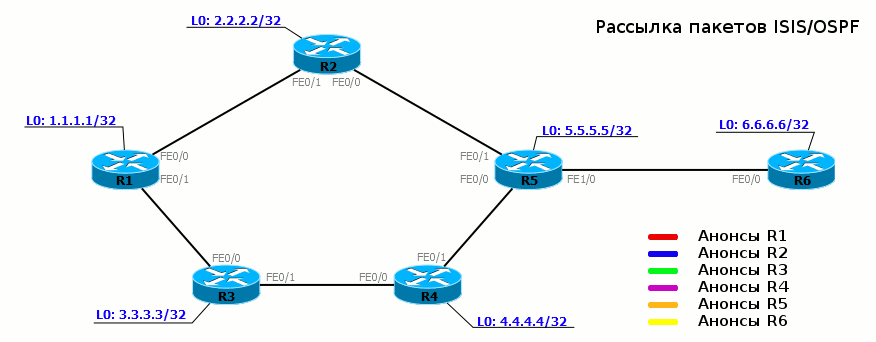 Рассылка пакетов ISIS/OSPF
L0: 2.2.2.2/32
R2
FE0/1 FE0/0
L0: 1.1.1.1/32
L0: 5.5.5.5/32
L0: 6.6.6.6/32
FE0/0
FE0/1
R1
FE0/1
FE0/0
R5
FE1/0
FE0/0
R6
FE0/0
FE0/1
R3
FE0/1
FE0/0
R4
L0: 3.3.3.3/32
L0: 4.4.4.4/32
Анонсы R1
Анонсы R2
Анонсы R3
Анонсы R4
Анонсы R5
Анонсы R6